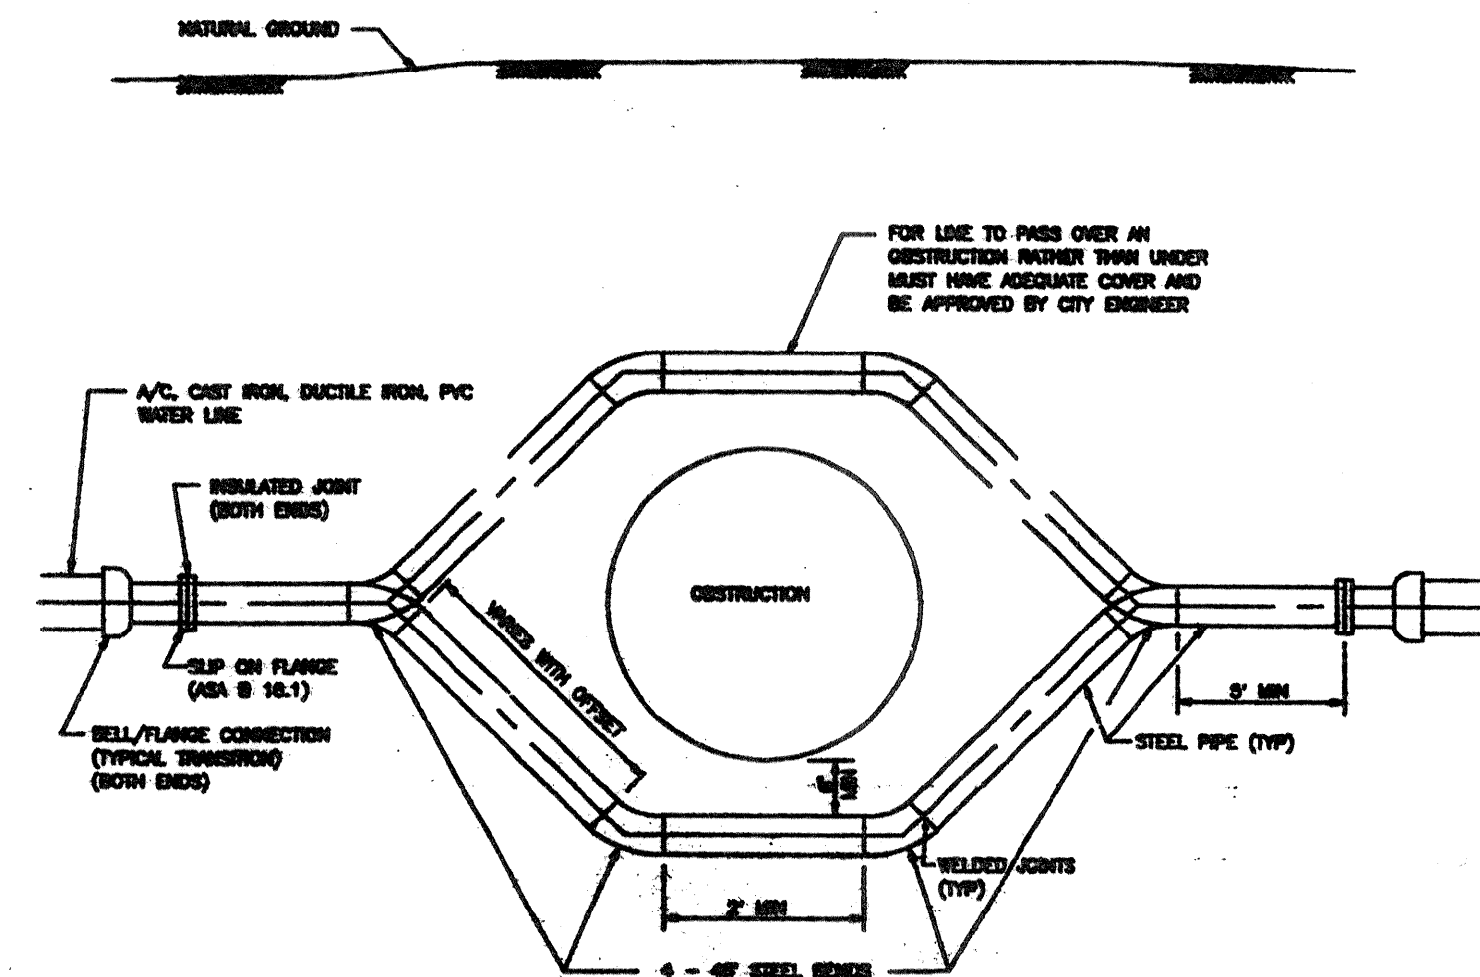 NATURAL GROUND
FOR LINE TO PASS OVER AN
OBSTRUCTION RATHER THAN UNDER
MUST HAVE ADEQUATE COVER AND
BE APPROVED BY CITY ENGINEER
A/C, CAST IRON, DUCTILE IRON, PVC
WATER LINE
INSULATED JOINT
(BOTH ENDS)
OBSTRUCTION
VARIES WITH OFFSET
SLIP ON FLANGE
(ASA B 16.1)
BELL/FLANGE CONNECTION
(TYPICAL TRANSITION)
(BOTH ENDS)
5' MIN
STEEL PIPE (TYP)
MIN
WELDED JOINTS
(TYP)
2' MIN
4 - 45° STEEL BENDS